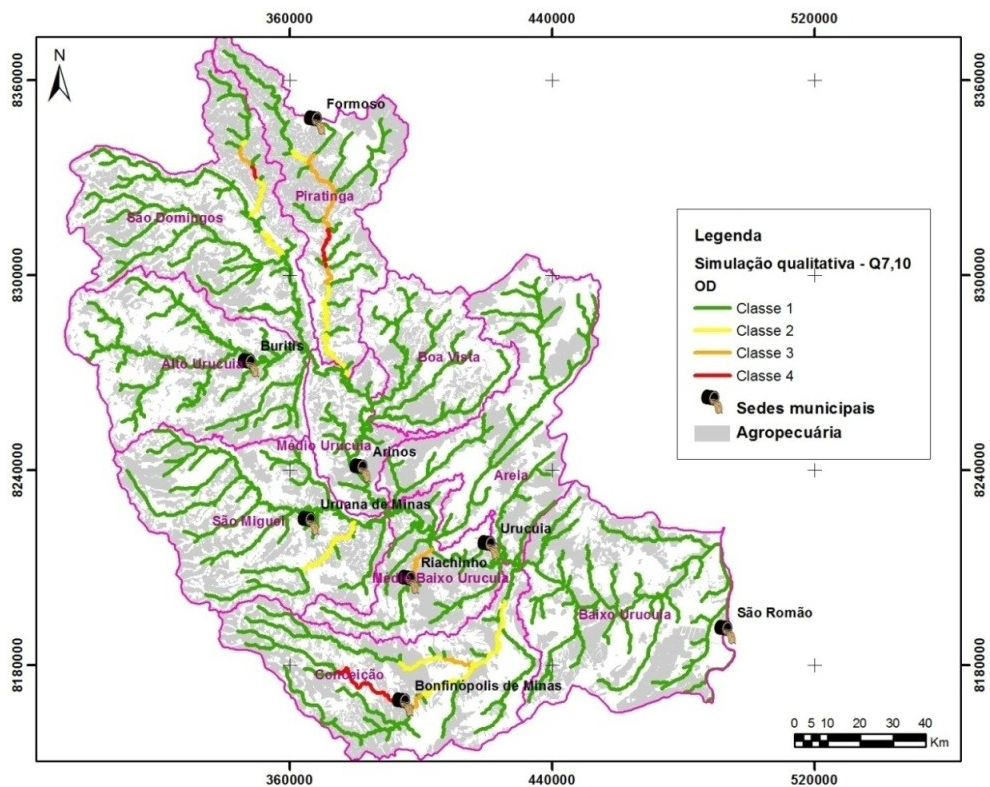 360000
440000
520000
8360000
8360000
N
Formoso
Piratinga
São Domingos
8300000
8300000
Buritis
Alto Urucuia
Boa Vista
Médio Urucuia
Arinos
8240000
8240000
Areia
Uruana de Minas
São Miguel
Urucuia
Riachinho
Médio Baixo Urucuia
São Romão
Baixo Urucuia
8180000
8180000
Conceição
Bonfinópolis de Minas
Legenda
Simulação qualitativa - Q7,10
OD
Classe 1
Classe 2
Classe 3
Classe 4
Sedes municipais
Agropecuária
0 5 10 20 30 40
Km
360000
440000
520000